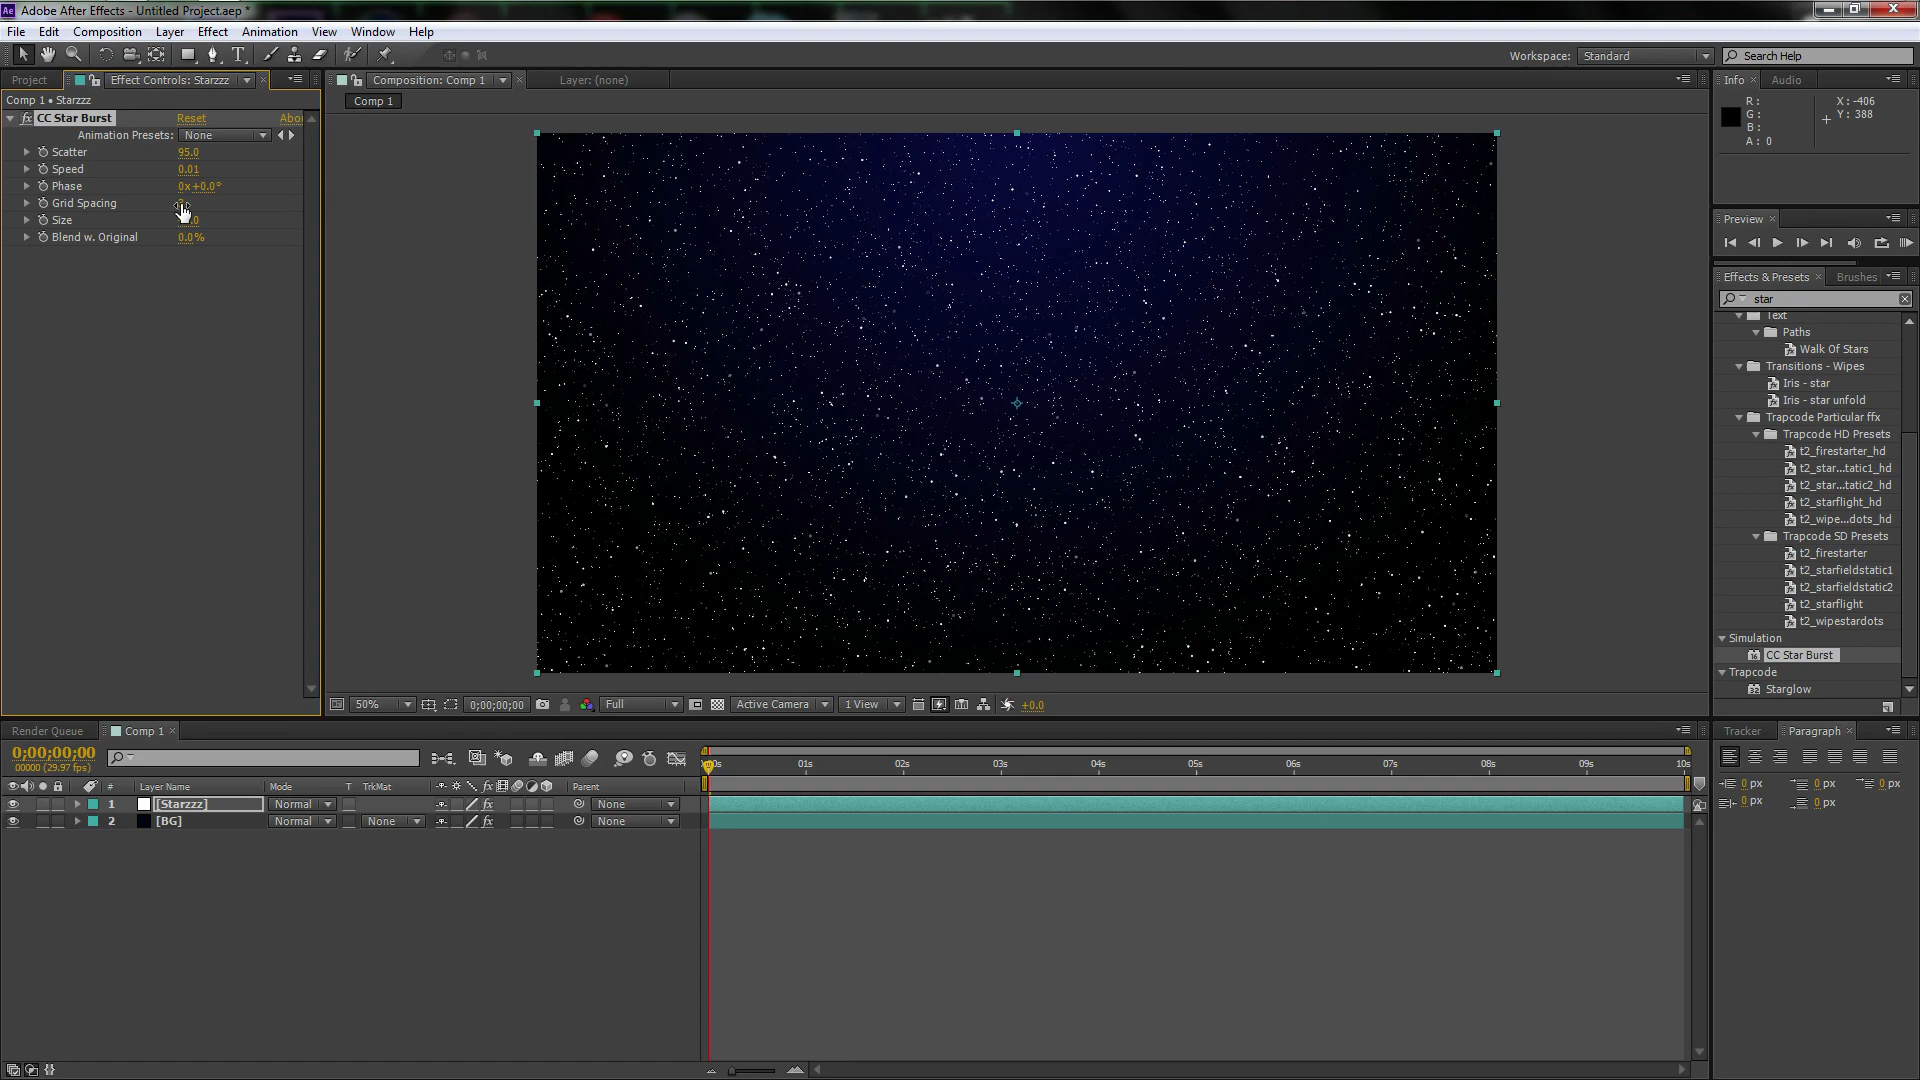 Ae Adobe After Effects - Untitled Project.aep *
File Edit Composition Layer Effect Animation View Window Help
Workspace: Standard Search Help
Project Effect Controls: Starzzz Composition: Comp 1 Layer: (none) Info Audio
Comp 1 • Starzzz
Comp 1
R:
G:
B:
A: 0
X: -406
Y: 388
CC Star Burst Reset Abou
Animation Presets: None
Scatter 95.0
Speed 0.01
Phase 0x+0.0°
Grid Spacing
Size
Blend w. Original 0.0%
Preview
Effects & Presets Brushes
star
Text
Paths
Walk Of Stars
Transitions - Wipes
Iris - star
Iris - star unfold
Trapcode Particular ffx
Trapcode HD Presets
t2_firestarter_hd
t2_star...tatic1_hd
t2_star...tatic2_hd
t2_starflight_hd
t2_wipe...dots_hd
Trapcode SD Presets
t2_firestarter
t2_starfieldstatic1
t2_starfieldstatic2
t2_starflight
t2_wipestardots
Simulation
CC Star Burst
Trapcode
Starglow
50% 0;00;00;00 Full Active Camera 1 View +0.0
Render Queue Comp 1 Tracker Paragraph
0;00;00;00
00000 (29.97 fps)
01s 02s 03s 04s 05s 06s 07s 08s 09s 10s
# Layer Name Mode T TrkMat Parent
1 [Starzzz] Normal None
2 [BG] Normal None None
0 px 0 px 0 px
0 px 0 px